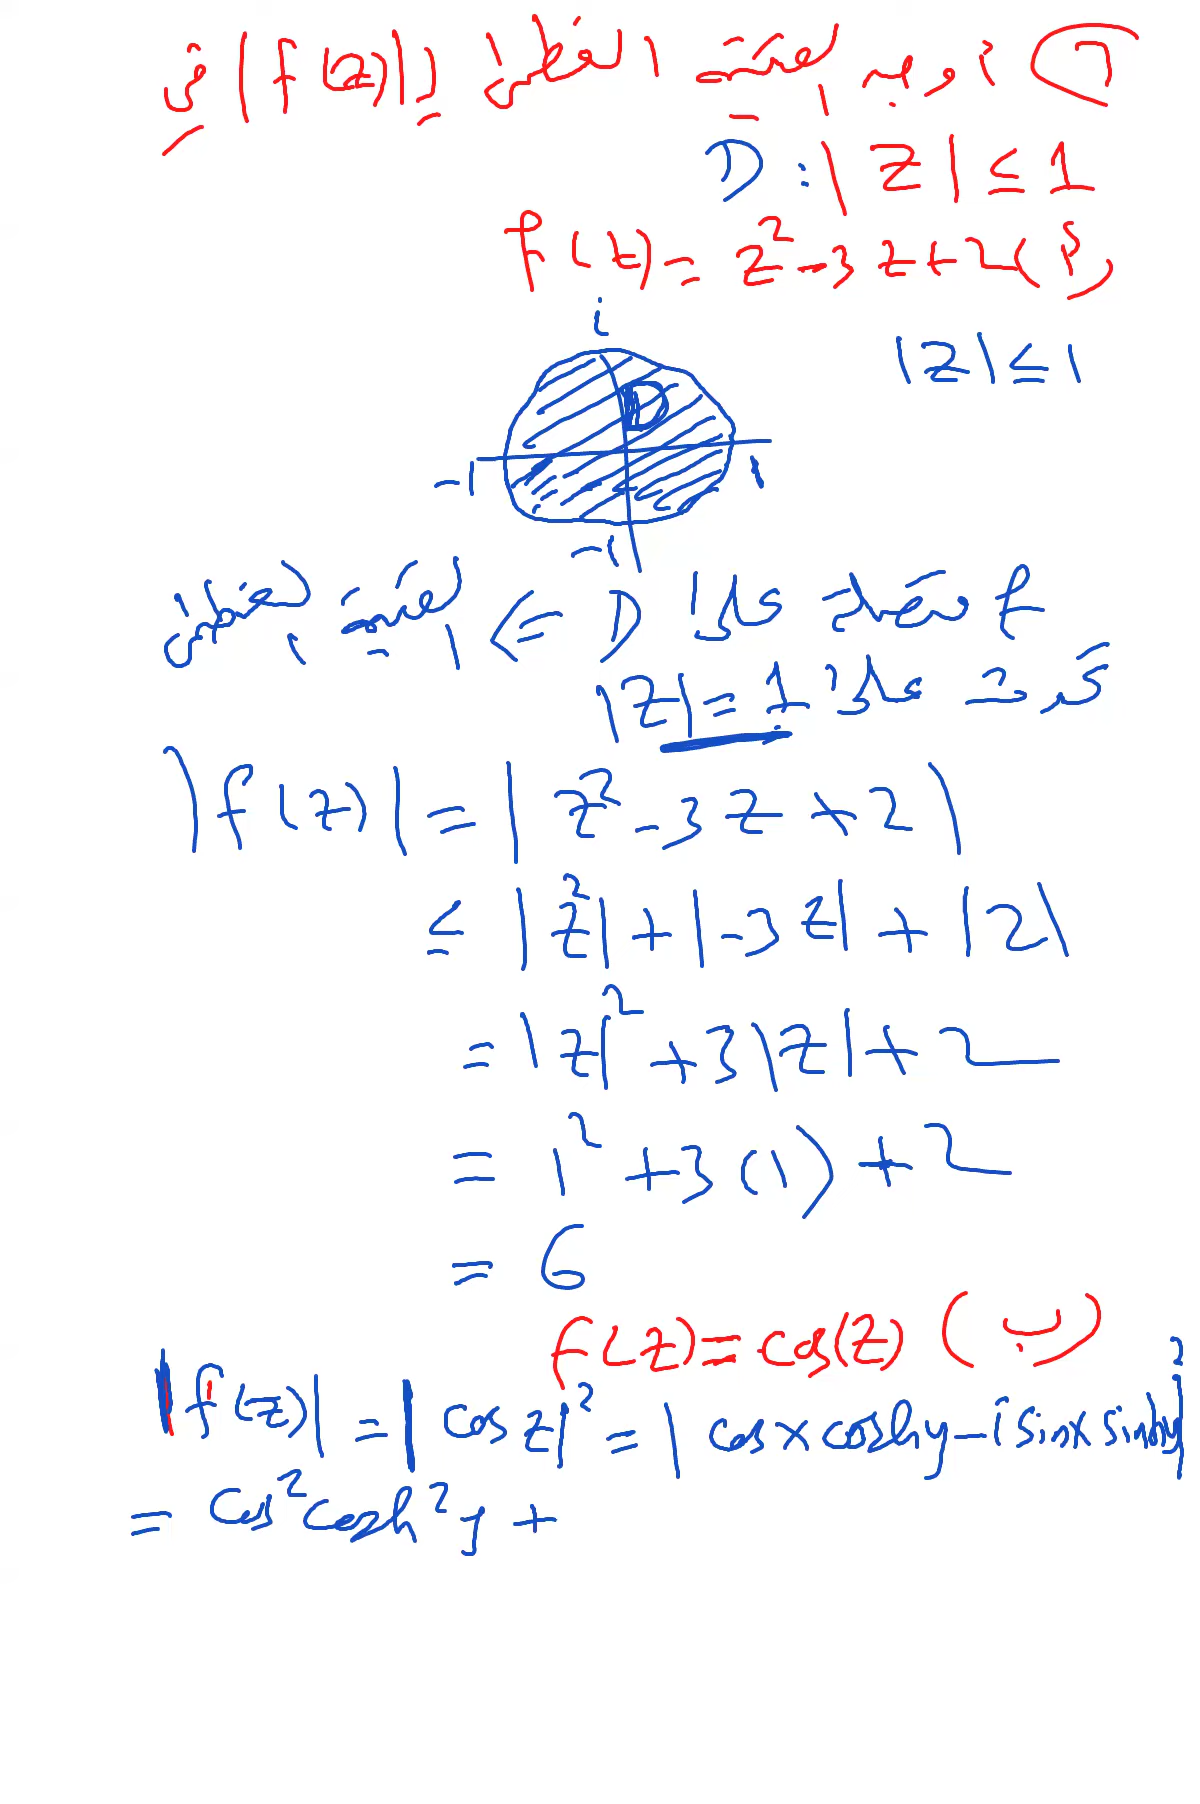 ٦ أوجد القيمة العظمى لـ |f(z)| في
D: |z| ≤ 1
أ) f(z) = z² - 3z + 2
|z| ≤ 1
i
D
-1 1
-1
f متصلة على D => القيمة العظمى
على |z| = 1
|f(z)| = | z² - 3z + 2 |
≤ |z²| + |-3z| + |2|
= |z|² + 3|z| + 2
= 1² + 3(1) + 2
= 6
ب) f(z) = cos(z)
|f(z)| = |cos z|² = | cos x cosh y - i sin x sinh y|²
= cos² cosh² y +